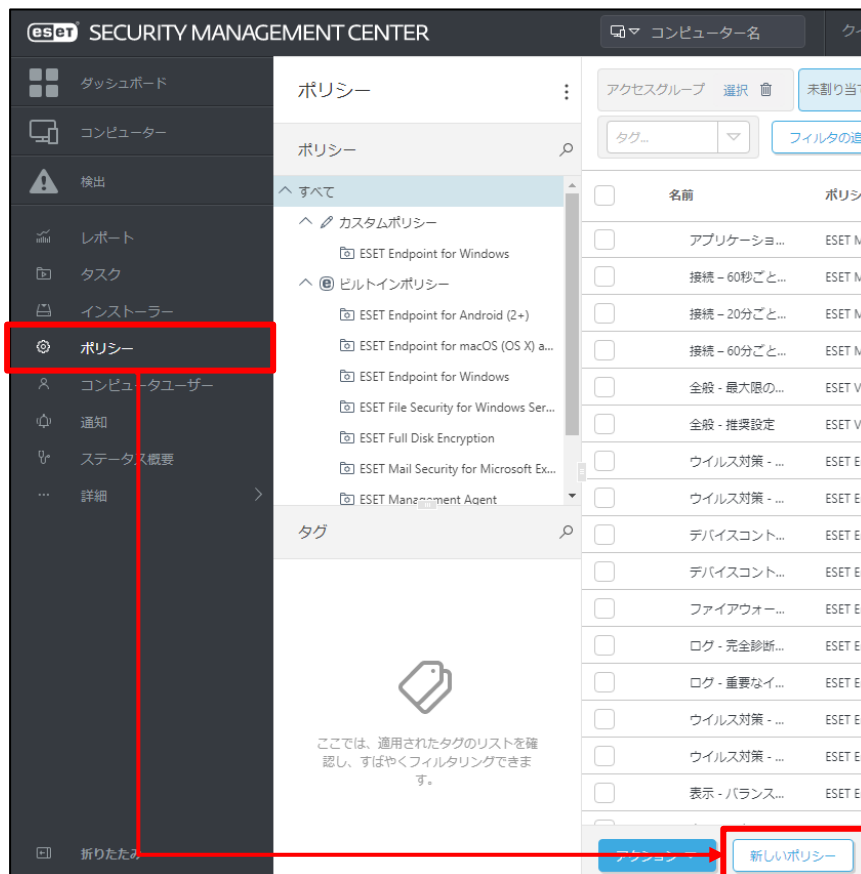 eset SECURITY MANAGEMENT CENTER
コンピューター名
クイ
ダッシュボード
コンピューター
検出
レポート
タスク
インストーラー
ポリシー
コンピュータユーザー
通知
ステータス概要
詳細
折りたたみ
ポリシー
ポリシー
すべて
カスタムポリシー
ESET Endpoint for Windows
ビルトインポリシー
ESET Endpoint for Android (2+)
ESET Endpoint for macOS (OS X) a...
ESET Endpoint for Windows
ESET File Security for Windows Ser...
ESET Full Disk Encryption
ESET Mail Security for Microsoft Ex...
ESET Management Agent
タグ
ここでは、適用されたタグのリストを確
認し、すばやくフィルタリングできま
す。
アクセスグループ 選択 未割り当て
タグ... フィルタの追
名前 ポリシ
アプリケーショ... ESET M
接続 – 60秒ごと... ESET M
接続 – 20分ごと... ESET M
接続 – 60分ごと... ESET M
全般 - 最大限の... ESET V
全般 - 推奨設定 ESET V
ウイルス対策 - ... ESET E
ウイルス対策 - ... ESET E
デバイスコント... ESET E
デバイスコント... ESET E
ファイアウォー... ESET E
ログ - 完全診断... ESET E
ログ - 重要なイ... ESET E
ウイルス対策 - ... ESET E
ウイルス対策 - ... ESET E
表示 - バランス... ESET E
アクション 新しいポリシー